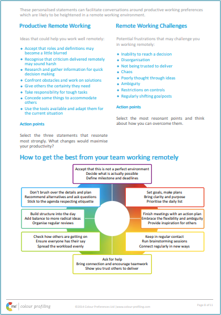 These personalised statements can facilitate conversations around productive working preferences
which are likely to be heightened in a remote working environment.
Productive Remote Working
Ideas that could help you work well remotely:
Accept that roles and definitions may
become a little blurred
Recognise that criticism delivered remotely
may sound harsh
Research and gather information for quick
decision making
Confront obstacles and work on solutions
Give others the certainty they need
Take responsibility for tough tasks
Concede some things to accommodate
others
Use the tools available and adapt them for
the current situation
Action points
Select the three statements that resonate
most strongly. What changes would maximise
your productivity?
Remote Working Challenges
Potential frustrations that may challenge you
in working remotely:
Inability to reach a decision
Disorganisation
Not being trusted to deliver
Chaos
Poorly thought through ideas
Ambiguity
Restrictions on controls
Regularly shifting goalposts
Action points
Select the most resonant points and think
about how you can overcome them.
How to get the best from your team working remotely
Accept that this is not a perfect environment
Decide what is actually possible
Define milestones and deadlines
Don't brush over the details and plan
Recommend alternatives and ask questions
Stick to the agenda respecting etiquette
Set goals, make plans
Bring clarity and purpose
Prioritise the daily list
Build structure into the day
Add balance to more radical ideas
Organise regular reviews
Finish meetings with an action plan
Embrace the flexibility and ambiguity
Provide inspiration for others
Check how others are getting on
Ensure everyone has their say
Spread the workload evenly
Keep in regular contact
Run brainstorming sessions
Connect regularly in new ways
Ask for help
Bring connection and encourage teamwork
Show you trust others to deliver